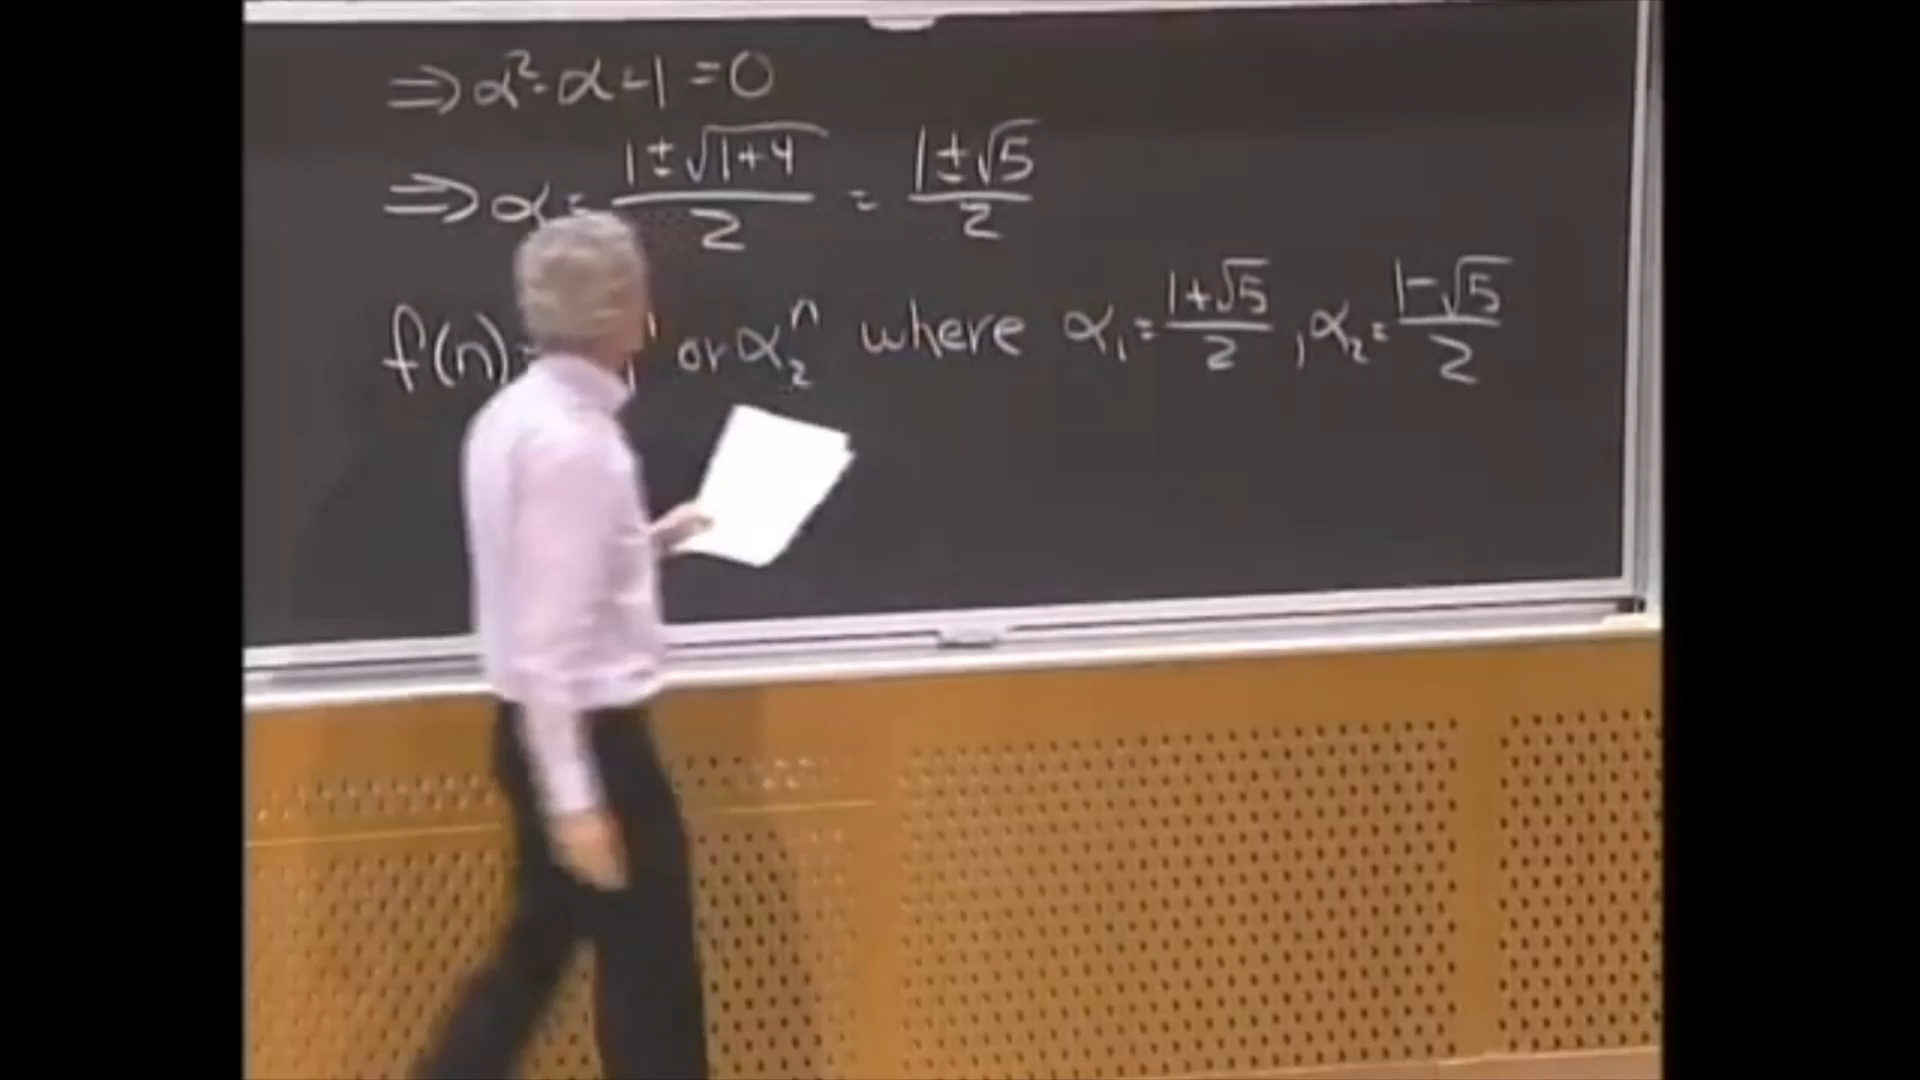 ⇒ α² - α - 1 = 0
⇒ α = (1 ± √(1+4))/2 = (1 ± √5)/2
f(n) = or α₂ⁿ where α₁ = (1+√5)/2 , α₂ = (1-√5)/2